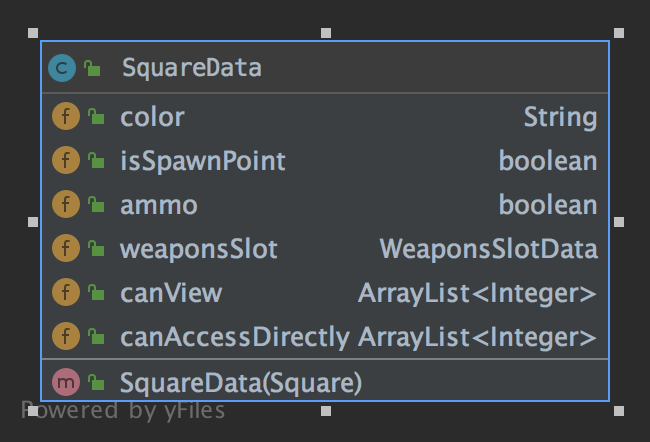 c SquareData
f color String
f isSpawnPoint boolean
f ammo boolean
f weaponsSlot WeaponsSlotData
f canView ArrayList<Integer>
f canAccessDirectly ArrayList<Integer>
m SquareData(Square)
Powered by yFiles